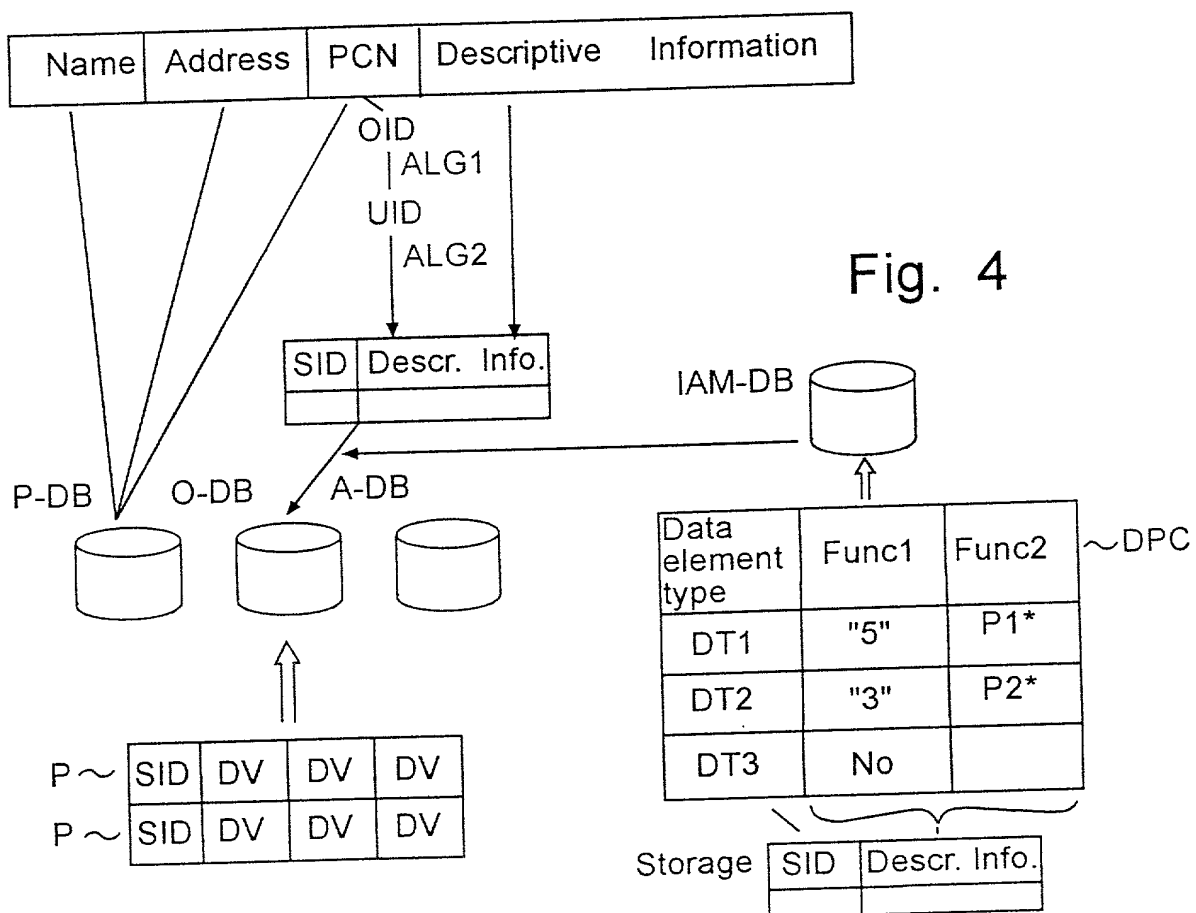 Name Address PCN Descriptive Information
OID
ALG1
UID
ALG2
Fig. 4
SID Descr. Info.
IAM-DB
P-DB O-DB A-DB
Data element type Func1 Func2 ~DPC
DT1 "5" P1*
DT2 "3" P2*
DT3 No
P~ SID DV DV DV
P~ SID DV DV DV
Storage SID Descr. Info.